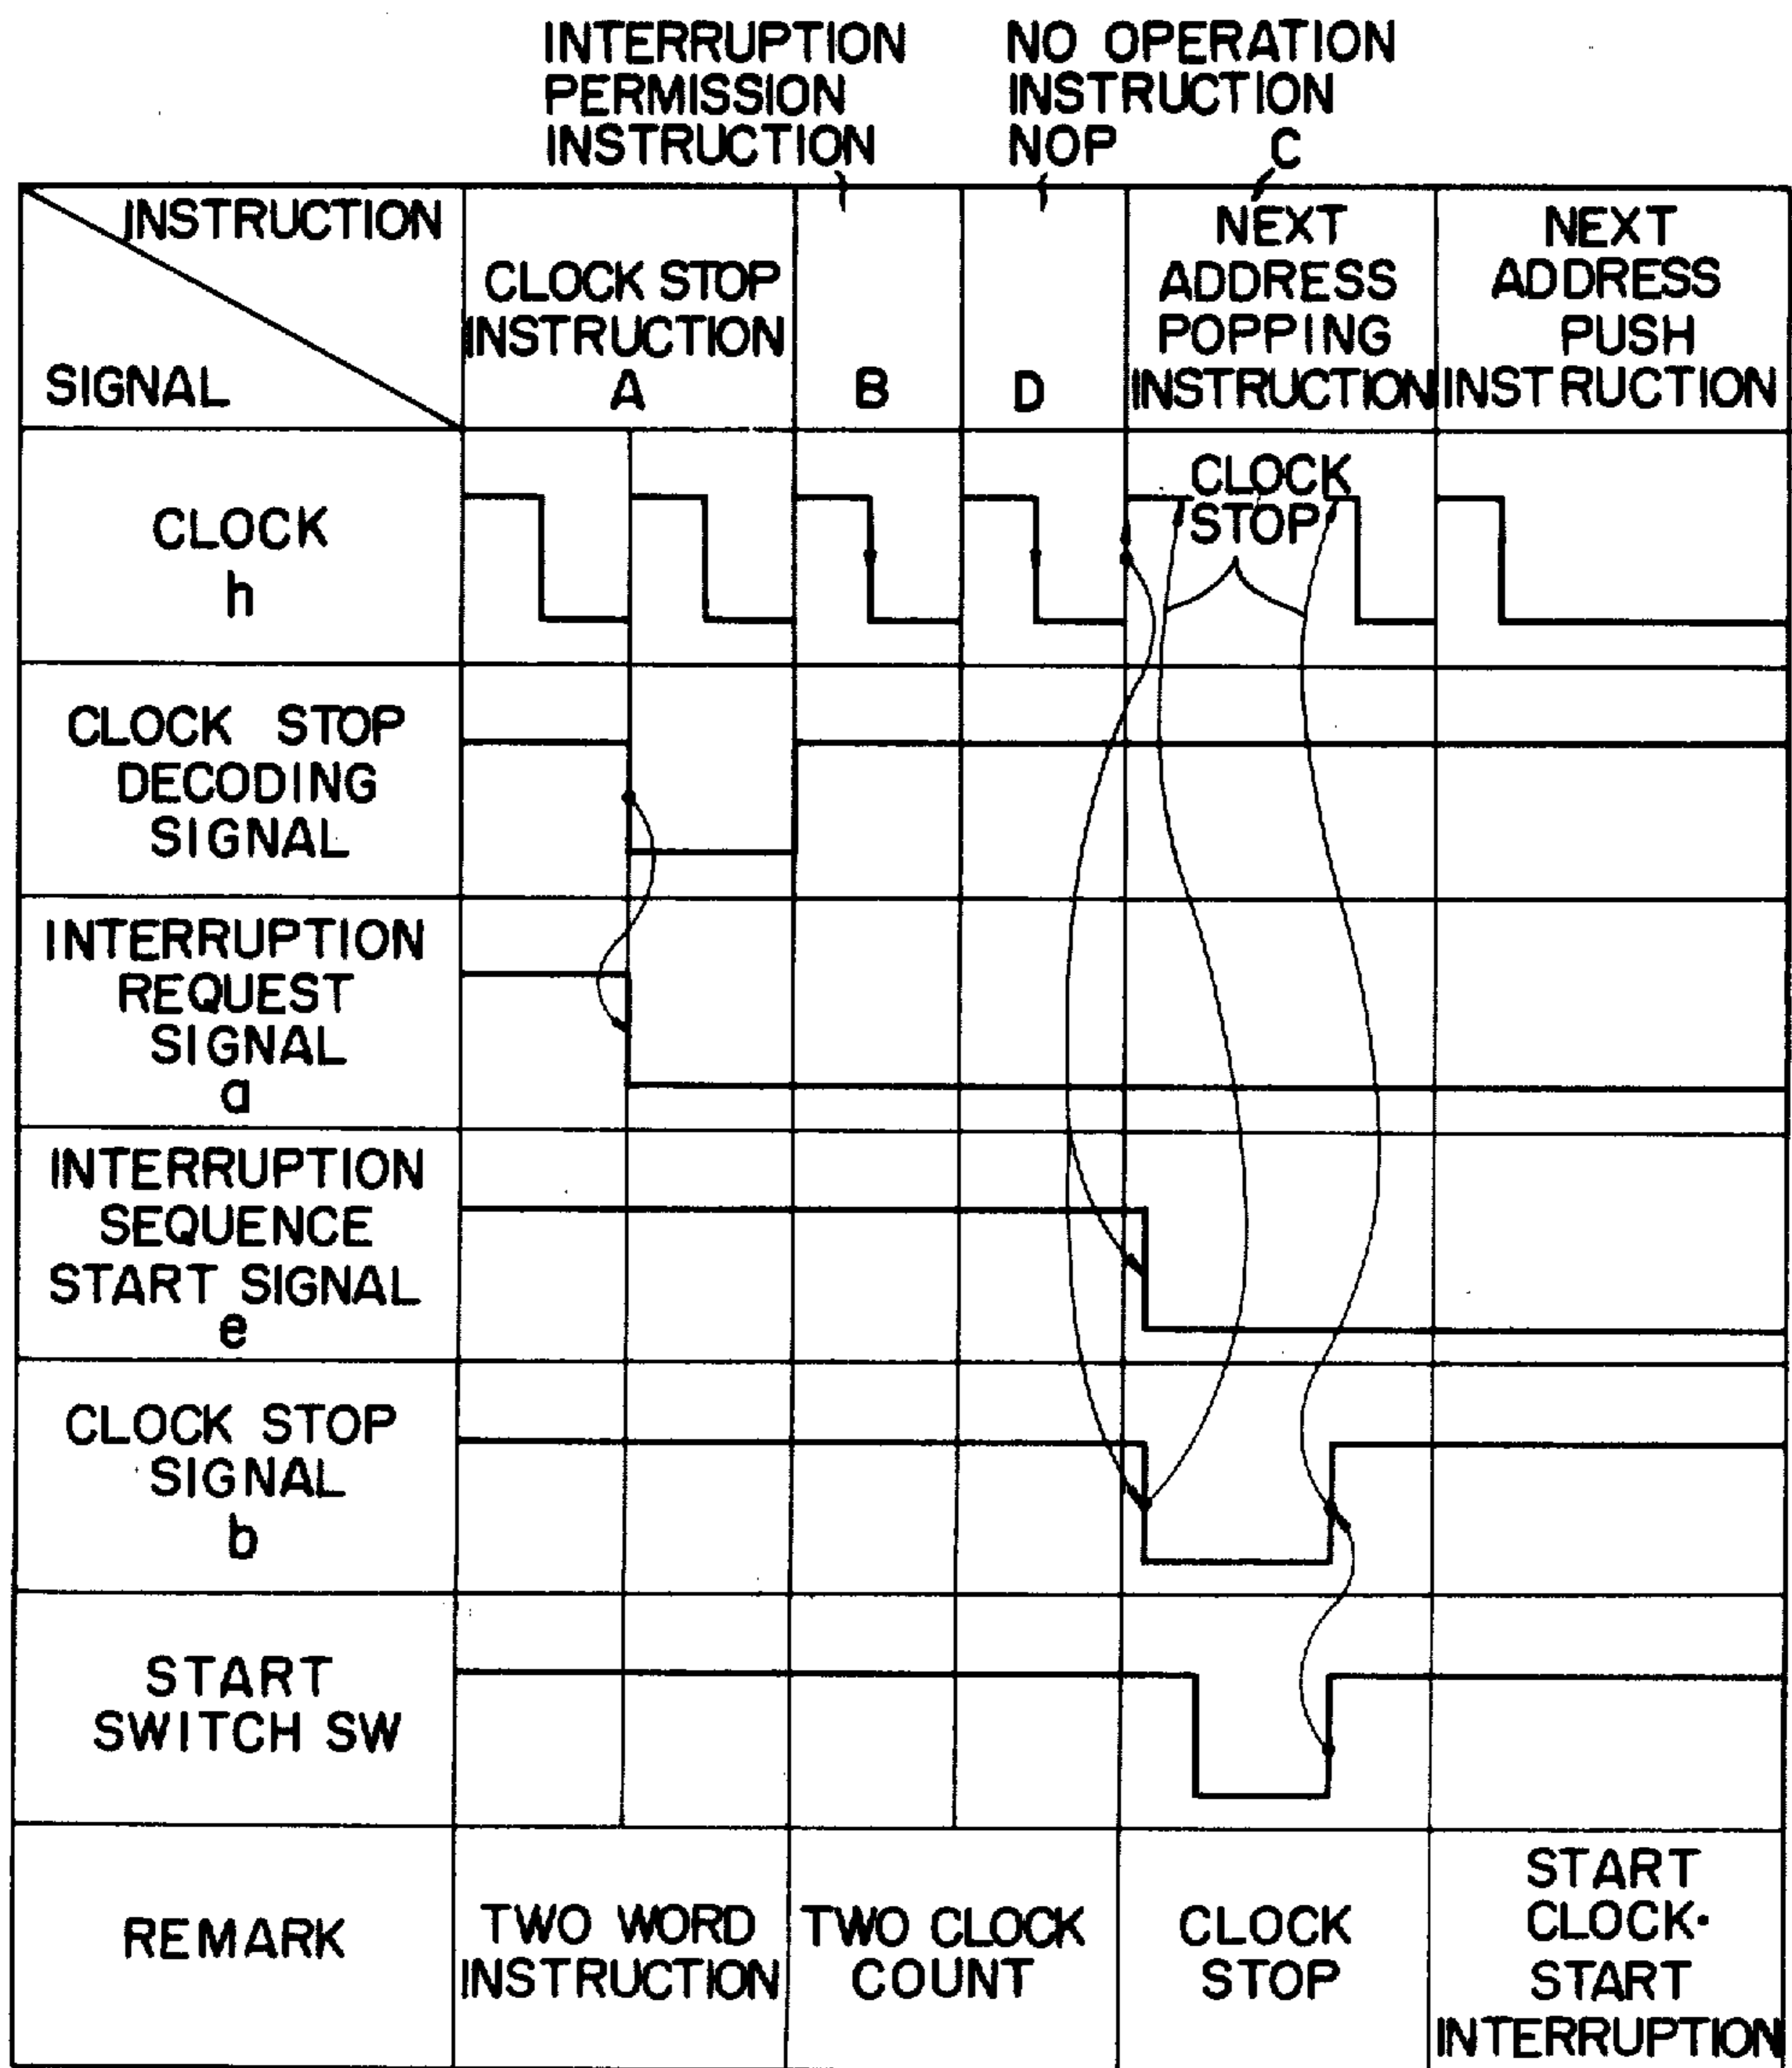 INTERRUPTION
PERMISSION
INSTRUCTION
NO OPERATION
INSTRUCTION
NOP
C
INSTRUCTION
SIGNAL
CLOCK STOP
INSTRUCTION
A
B
D
NEXT
ADDRESS
POPPING
INSTRUCTION
NEXT
ADDRESS
PUSH
INSTRUCTION
CLOCK
h
CLOCK
STOP
CLOCK STOP
DECODING
SIGNAL
INTERRUPTION
REQUEST
SIGNAL
a
INTERRUPTION
SEQUENCE
START SIGNAL
e
CLOCK STOP
SIGNAL
b
START
SWITCH SW
REMARK
TWO WORD
INSTRUCTION
TWO CLOCK
COUNT
CLOCK
STOP
START
CLOCK·
START
INTERRUPTION